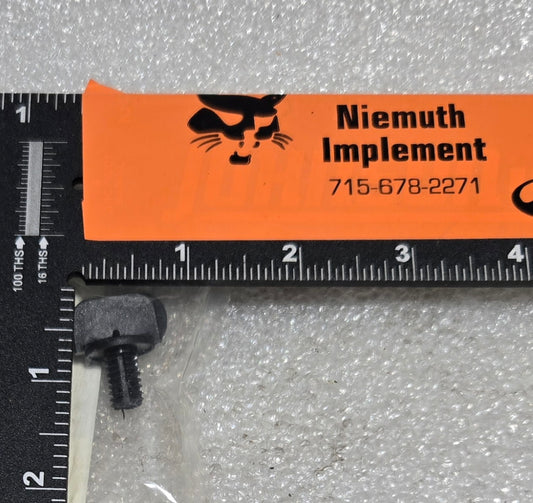 Niemuth
Implement
715-678-2271
1
100 THS
16 THS
1 2 3 4
1
2